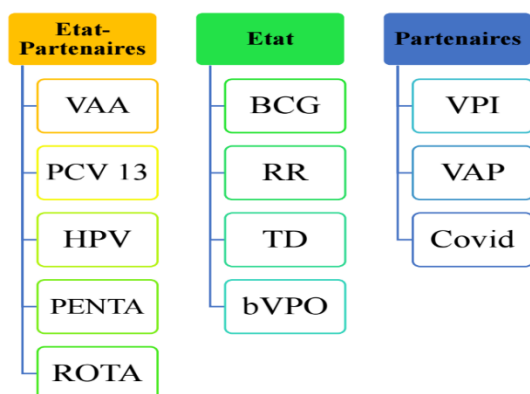 Etat-
Partenaires
VAA
PCV 13
HPV
PENTA
ROTA
Etat
BCG
RR
TD
bVPO
Partenaires
VPI
VAP
Covid